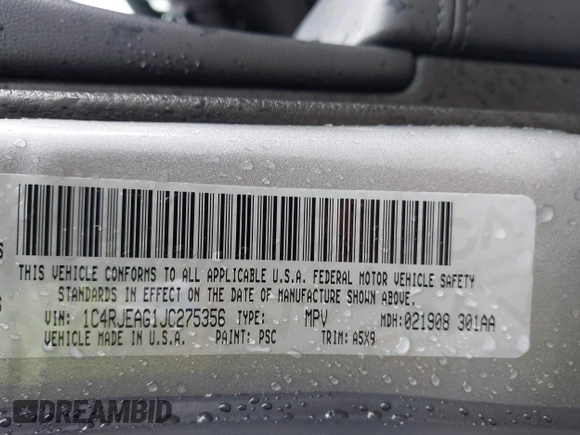 THIS VEHICLE CONFORMS TO ALL APPLICABLE U.S.A. FEDERAL MOTOR VEHICLE SAFETY
STANDARDS IN EFFECT ON THE DATE OF MANUFACTURE SHOWN ABOVE.
VIN: 1C4RJEAG1JC275356 TYPE: MPV MDH:021908 301AA
VEHICLE MADE IN U.S.A. PAINT: PSC TRIM: A5X9
DREAMBID.